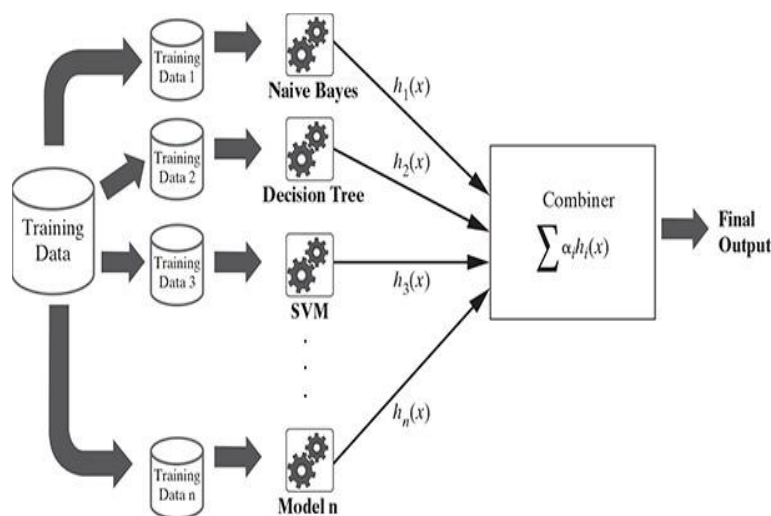 Training
Data
Training
Data 1
Naive Bayes
h₁(x)
Training
Data 2
Decision Tree
h₂(x)
Training
Data 3
SVM
h₃(x)
.
.
.
Training
Data n
Model n
hₙ(x)
Combiner
∑ αᵢhᵢ(x)
Final
Output